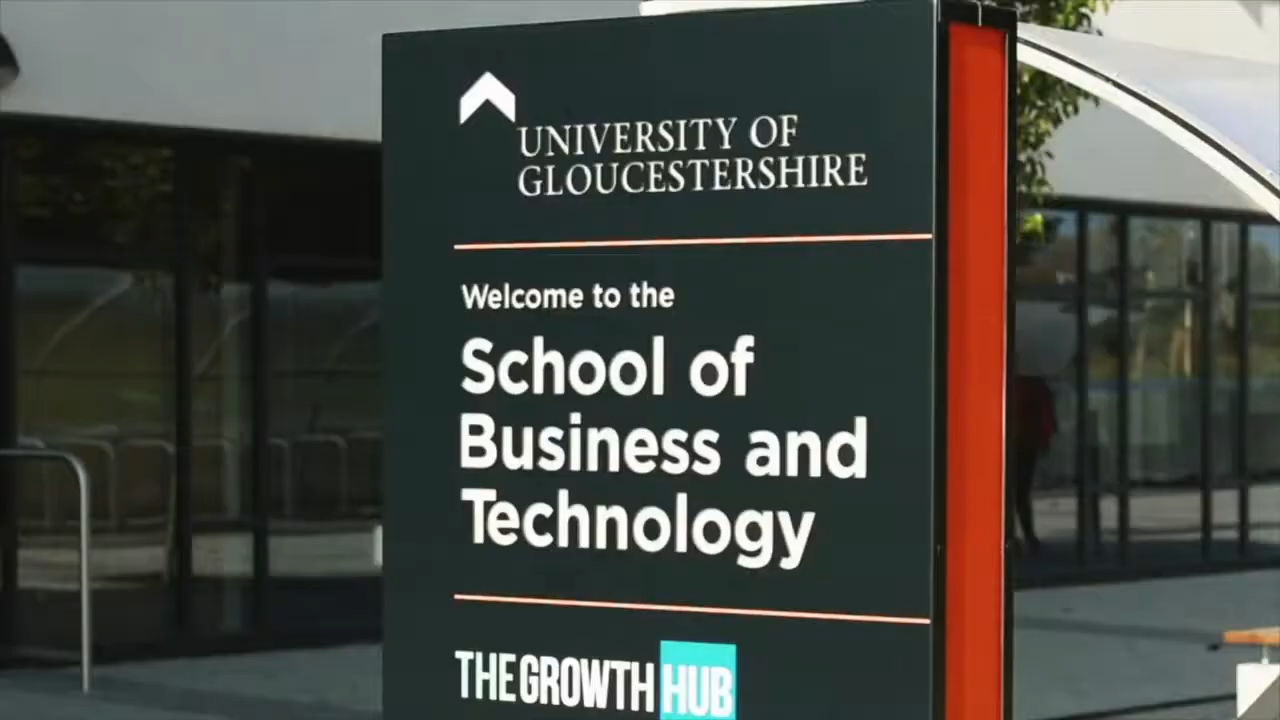 UNIVERSITY OF
GLOUCESTERSHIRE
Welcome to the
School of
Business and
Technology
THE GROWTH HUB